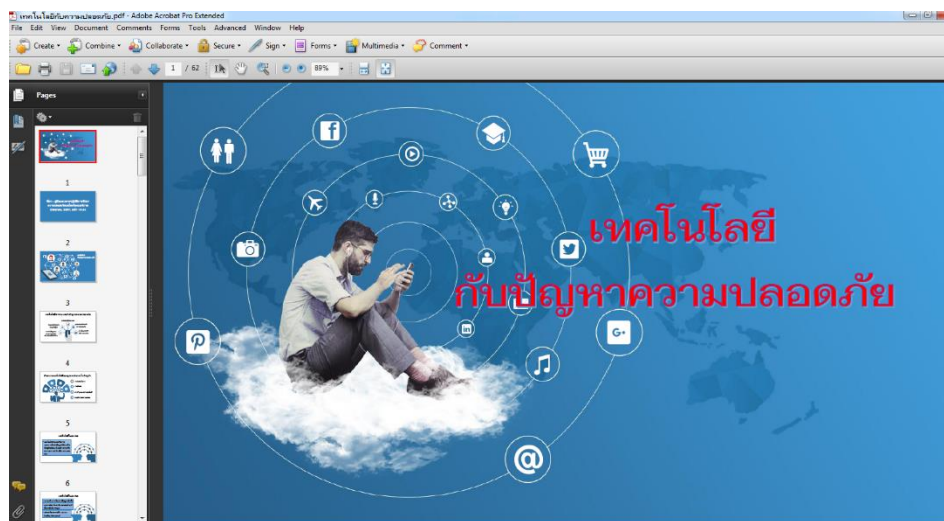 เทคโนโลยีกับความปลอดภัย.pdf - Adobe Acrobat Pro Extended
File Edit View Document Comments Forms Tools Advanced Window Help
Create Combine Collaborate Secure Sign Forms Multimedia Comment
1 / 62 89%
Pages
1
2
3
4
5
6
เทคโนโลยี
กับปัญหาความปลอดภัย
f
P
in
G+
@